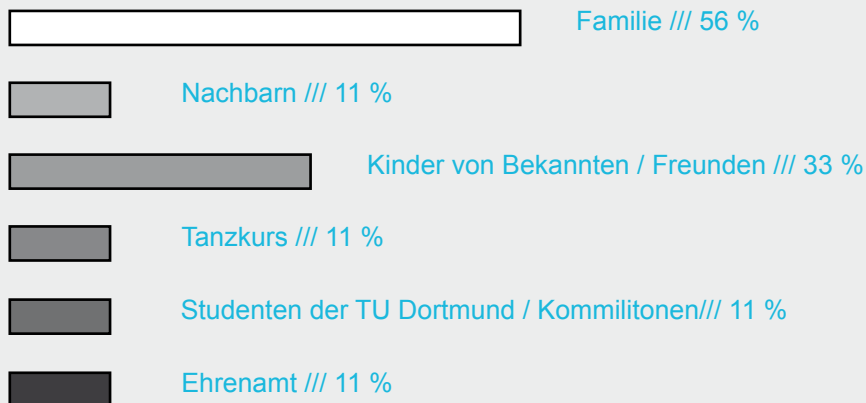 Familie /// 56 %
Nachbarn /// 11 %
Kinder von Bekannten / Freunden /// 33 %
Tanzkurs /// 11 %
Studenten der TU Dortmund / Kommilitonen/// 11 %
Ehrenamt /// 11 %